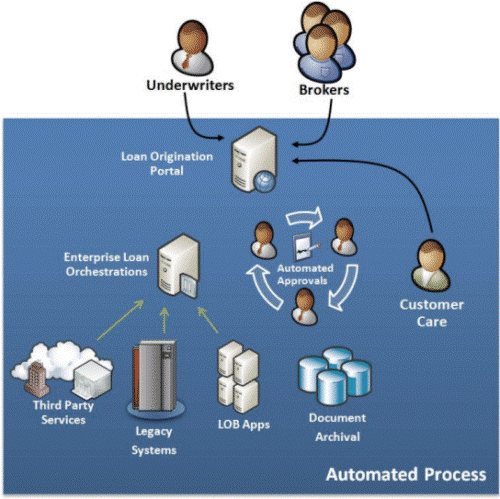 Underwriters
Brokers
Loan Origination
Portal
Enterprise Loan
Orchestrations
Automated
Approvals
Customer
Care
Third Party
Services
Legacy
Systems
LOB Apps
Document
Archival
Automated Process